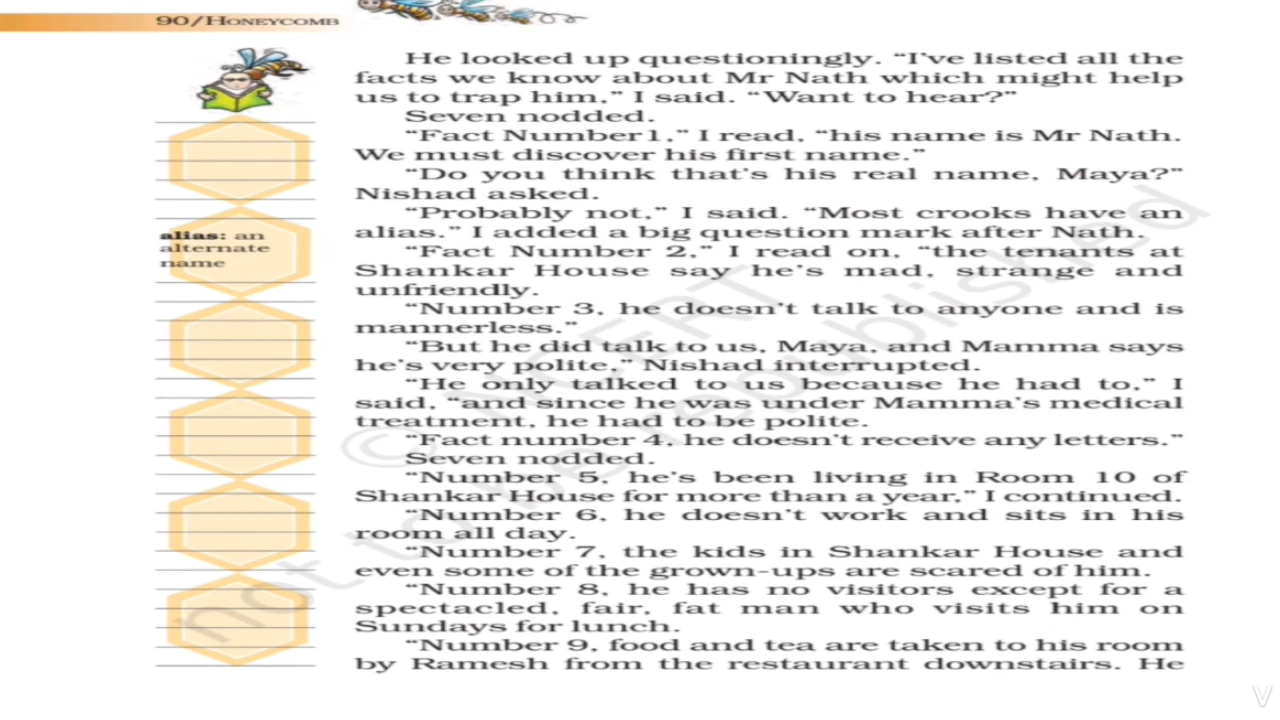 90/HONEYCOMB
He looked up questioningly. “I’ve listed all the
facts we know about Mr Nath which might help
us to trap him,” I said. “Want to hear?”
Seven nodded.
“Fact Number1,” I read, “his name is Mr Nath.
We must discover his first name.”
“Do you think that’s his real name, Maya?”
Nishad asked.
“Probably not,” I said. “Most crooks have an
alias.” I added a big question mark after Nath.
alias: an
alternate
name
“Fact Number 2,” I read on, “the tenants at
Shankar House say he’s mad, strange and
unfriendly.
“Number 3, he doesn’t talk to anyone and is
mannerless.”
“But he did talk to us, Maya, and Mamma says
he’s very polite,” Nishad interrupted.
“He only talked to us because he had to,” I
said, “and since he was under Mamma’s medical
treatment, he had to be polite.
“Fact number 4, he doesn’t receive any letters.”
Seven nodded.
“Number 5, he’s been living in Room 10 of
Shankar House for more than a year,” I continued.
“Number 6, he doesn’t work and sits in his
room all day.
“Number 7, the kids in Shankar House and
even some of the grown-ups are scared of him.
“Number 8, he has no visitors except for a
spectacled, fair, fat man who visits him on
Sundays for lunch.
“Number 9, food and tea are taken to his room
by Ramesh from the restaurant downstairs. He
© NCERT
not to be republished
V